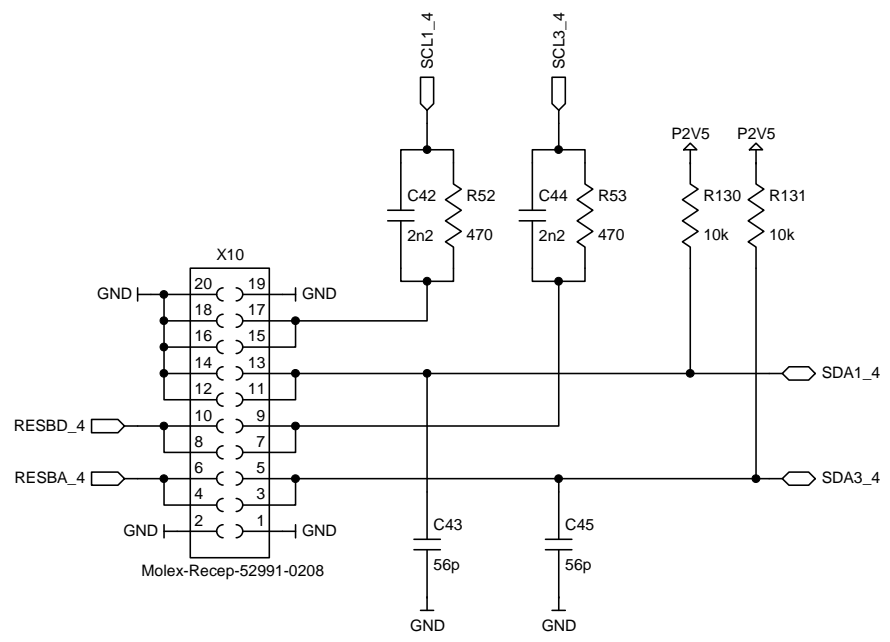 SCL1_4
SCL3_4
P2V5 P2V5
C42 R52 C44 R53 R130 R131
2n2 470 2n2 470 10k 10k
X10
GND 20 19 GND
18 17
16 15
14 13 SDA1_4
12 11
RESBD_4 10 9
8 7
RESBA_4 6 5 SDA3_4
4 3
GND 2 1 GND
C43 C45
56p 56p
Molex-Recep-52991-0208
GND GND